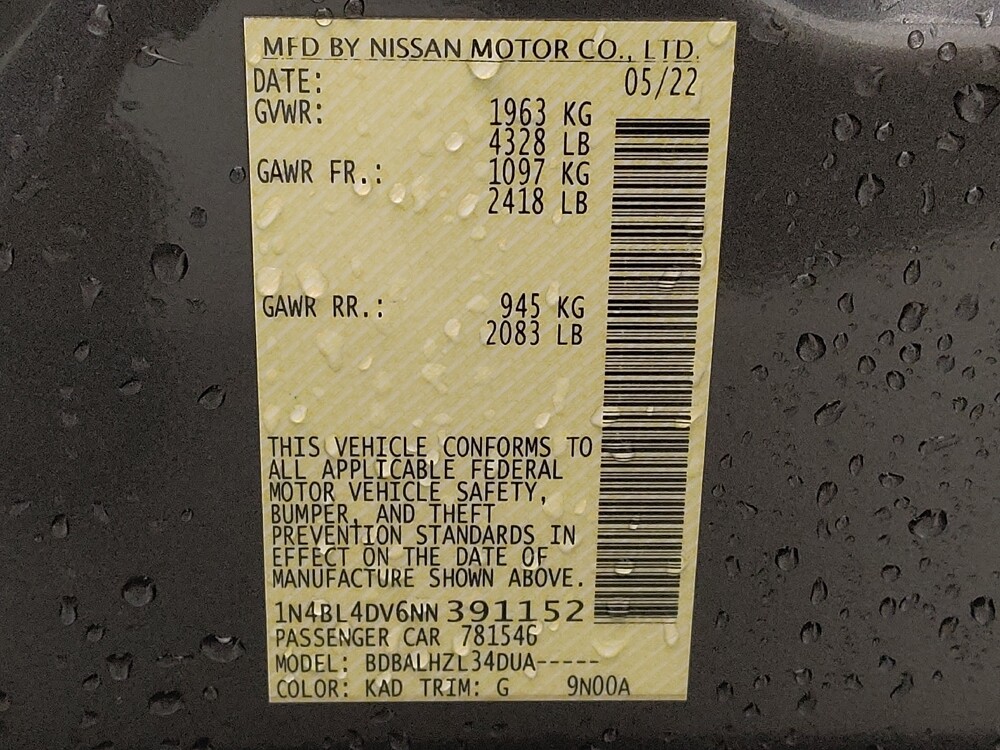 MFD BY NISSAN MOTOR CO., LTD.
DATE: 05/22
GVWR: 1963 KG
4328 LB
GAWR FR.: 1097 KG
2418 LB
GAWR RR.: 945 KG
2083 LB
THIS VEHICLE CONFORMS TO
ALL APPLICABLE FEDERAL
MOTOR VEHICLE SAFETY,
BUMPER, AND THEFT
PREVENTION STANDARDS IN
EFFECT ON THE DATE OF
MANUFACTURE SHOWN ABOVE.
1N4BL4DV6NN 391152
PASSENGER CAR 781546
MODEL: BDBALHZL34DUA-----
COLOR: KAD TRIM: G 9N00A